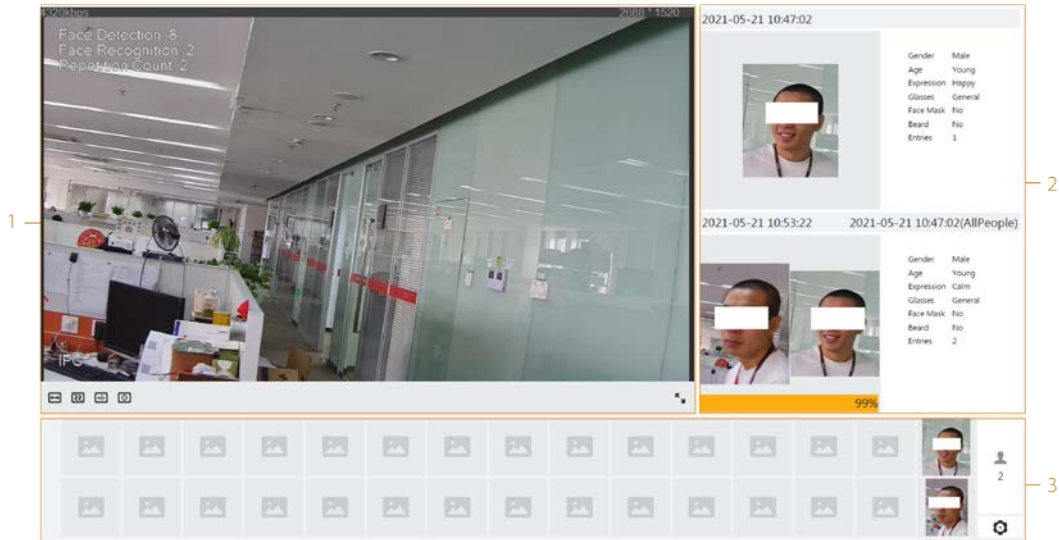 4320kbps
2688 * 1520
Face Detection 8
Face Recognition 2
Repetition Count 2
IPC
1
2021-05-21 10:47:02
Gender Male
Age Young
Expression Happy
Glasses General
Face Mask No
Beard No
Entries 1
2
2021-05-21 10:53:22
2021-05-21 10:47:02(AllPeople)
Gender Male
Age Young
Expression Calm
Glasses General
Face Mask No
Beard No
Entries 2
99%
2
3